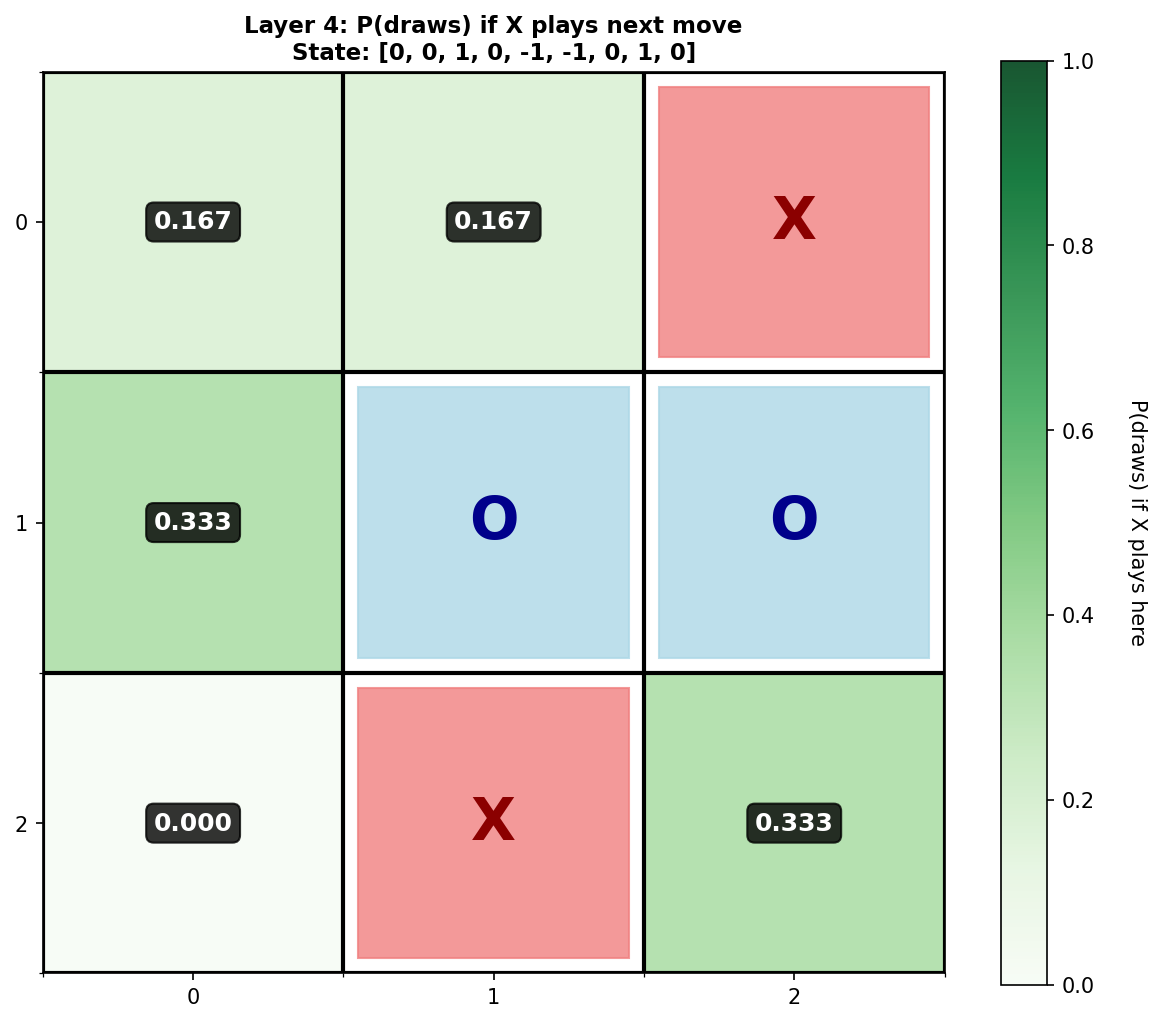 Layer 4: P(draws) if X plays next move
State: [0, 0, 1, 0, -1, -1, 0, 1, 0]
0
0.167
0.167
X
1
0.333
O
O
2
0.000
X
0.333
0
1
2
1.0
0.8
0.6
0.4
0.2
0.0
P(draws) if X plays here